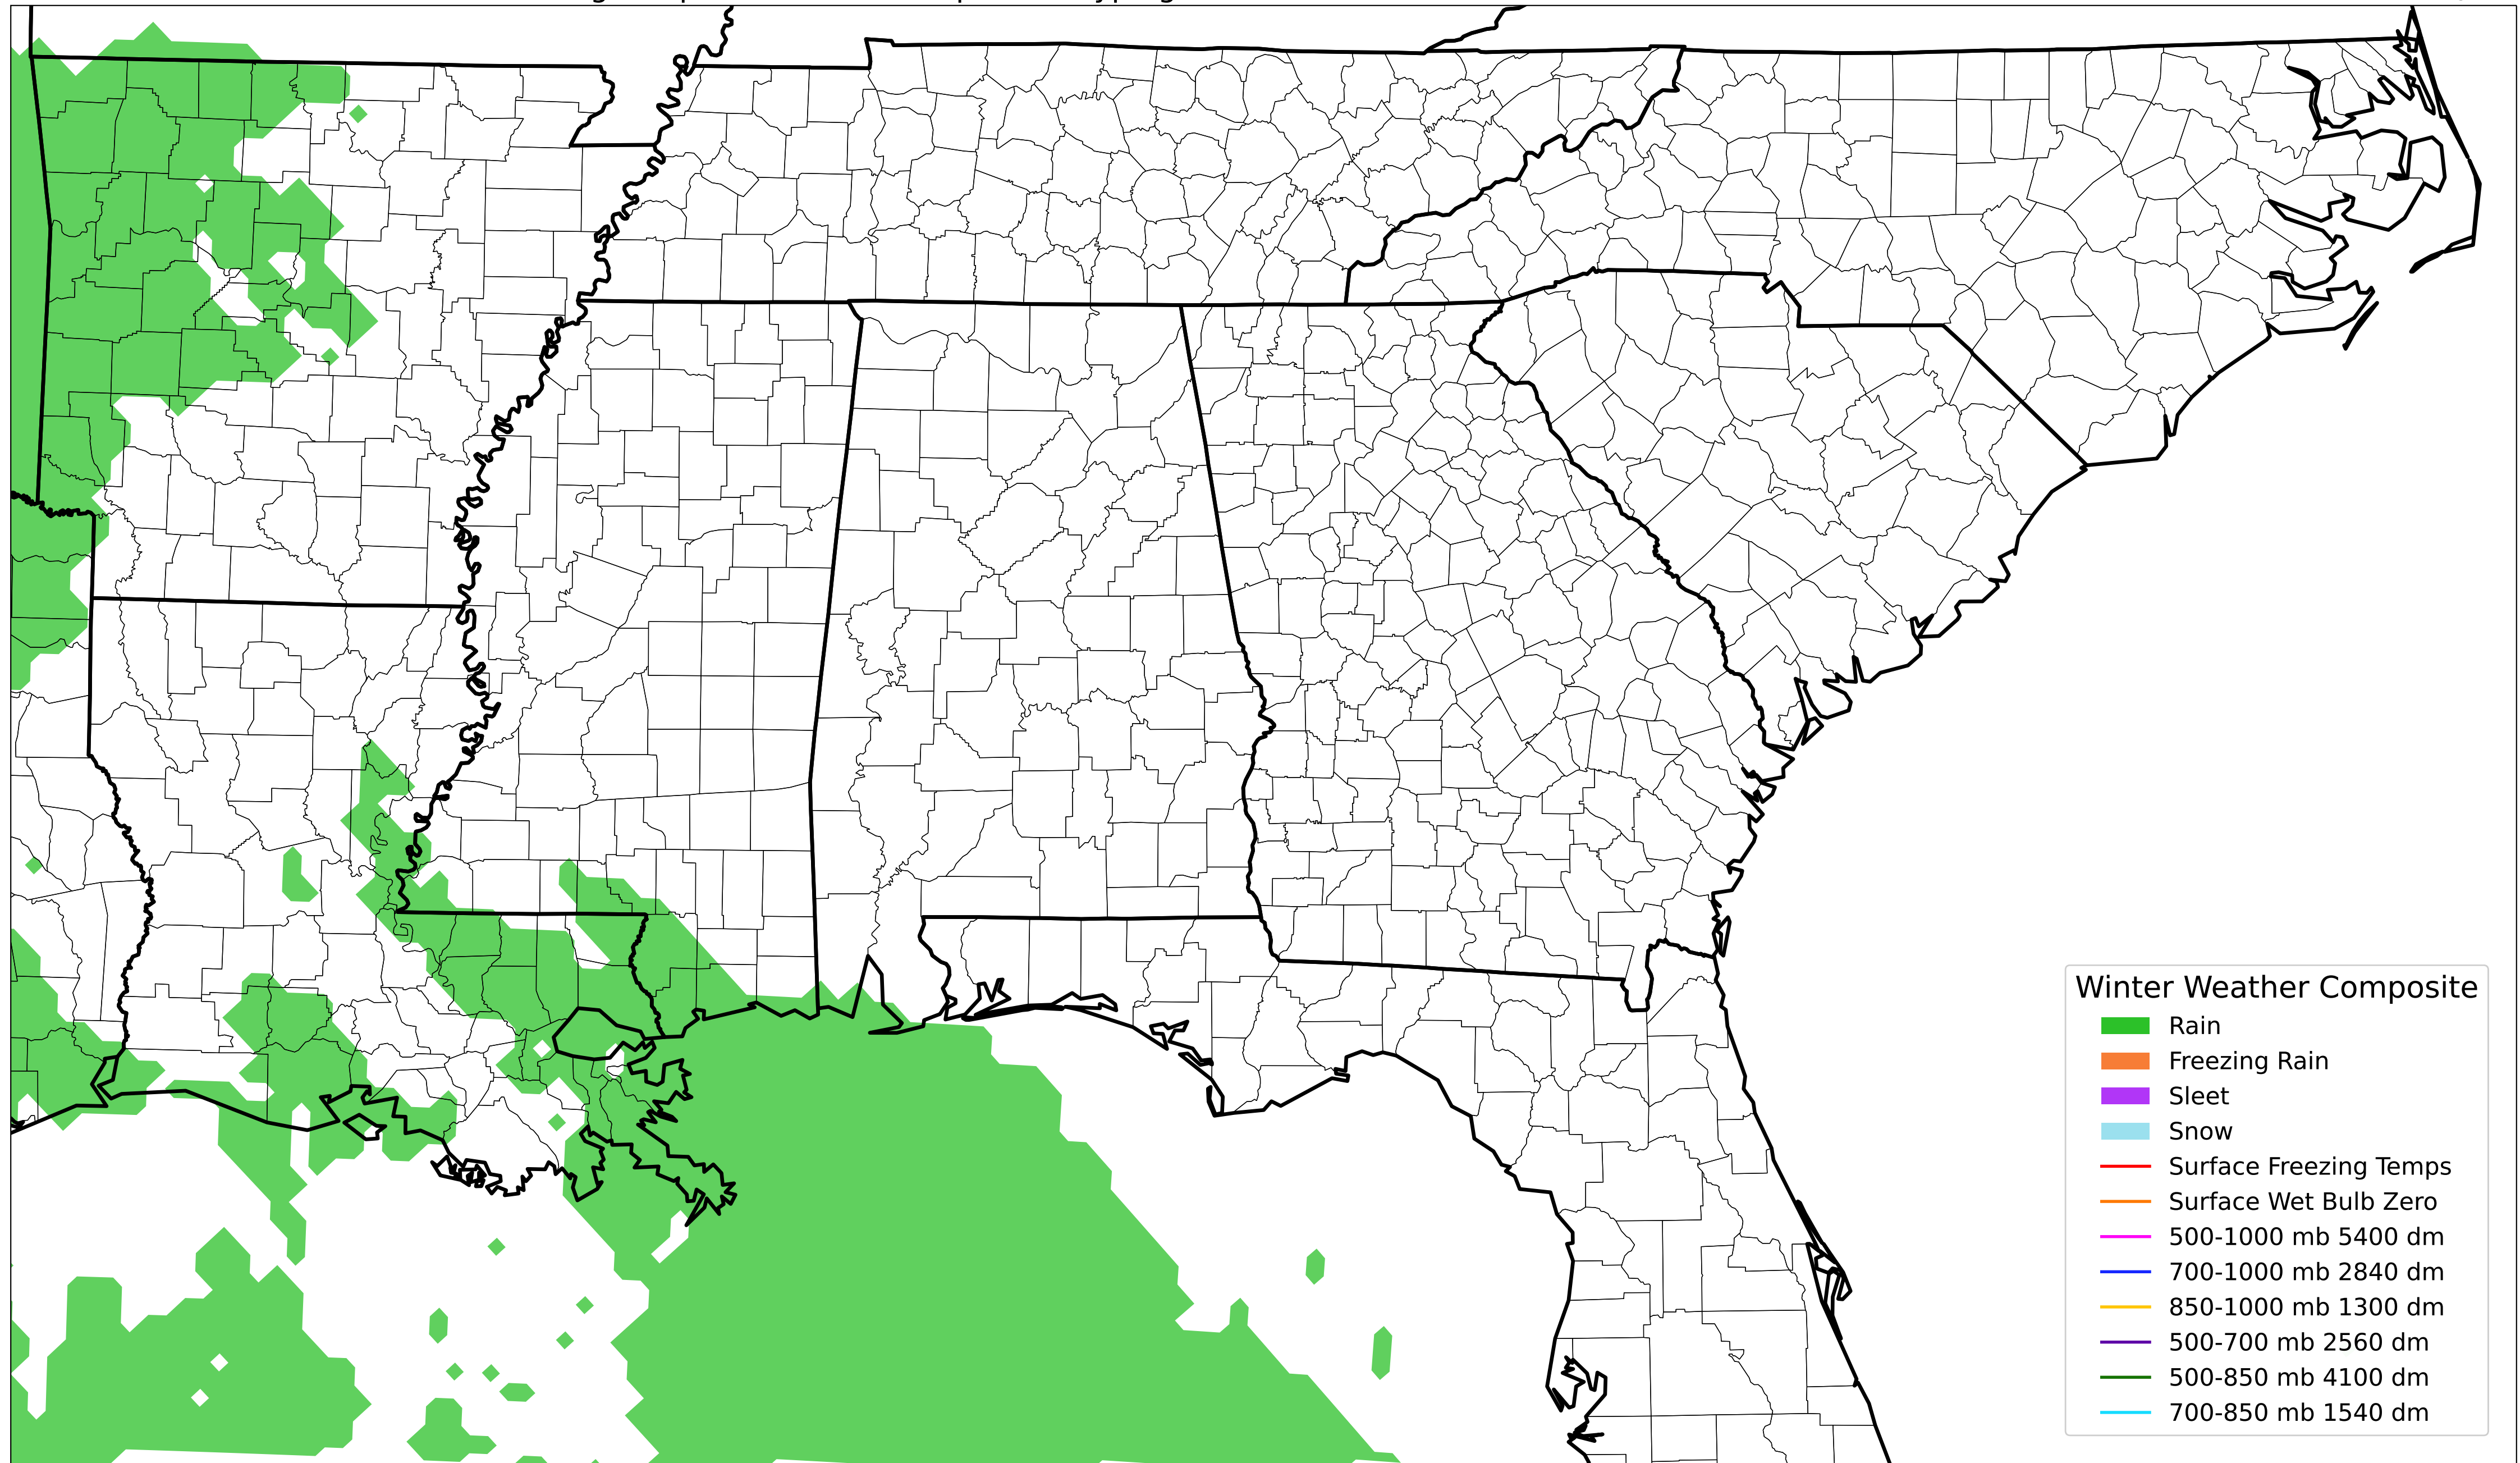 Winter Weather Composite
Rain
Freezing Rain
Sleet
Snow
Surface Freezing Temps
Surface Wet Bulb Zero
500-1000 mb 5400 dm
700-1000 mb 2840 dm
850-1000 mb 1300 dm
500-700 mb 2560 dm
500-850 mb 4100 dm
700-850 mb 1540 dm